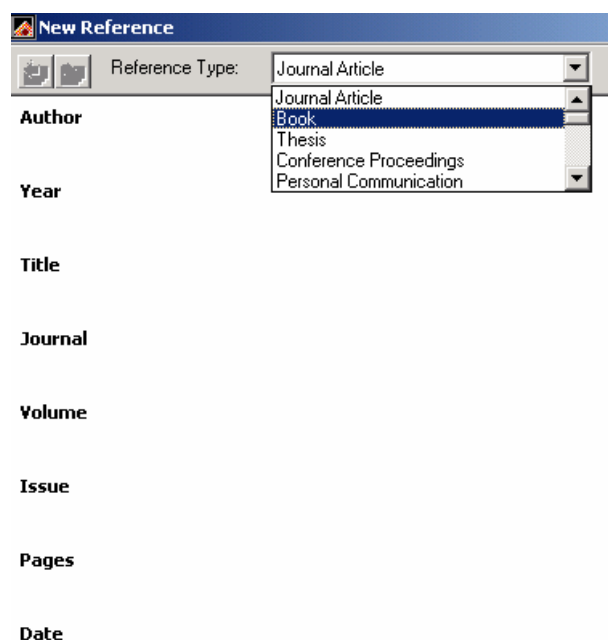 New Reference
Reference Type: Journal Article
Journal Article
Book
Thesis
Conference Proceedings
Personal Communication
Author
Year
Title
Journal
Volume
Issue
Pages
Date